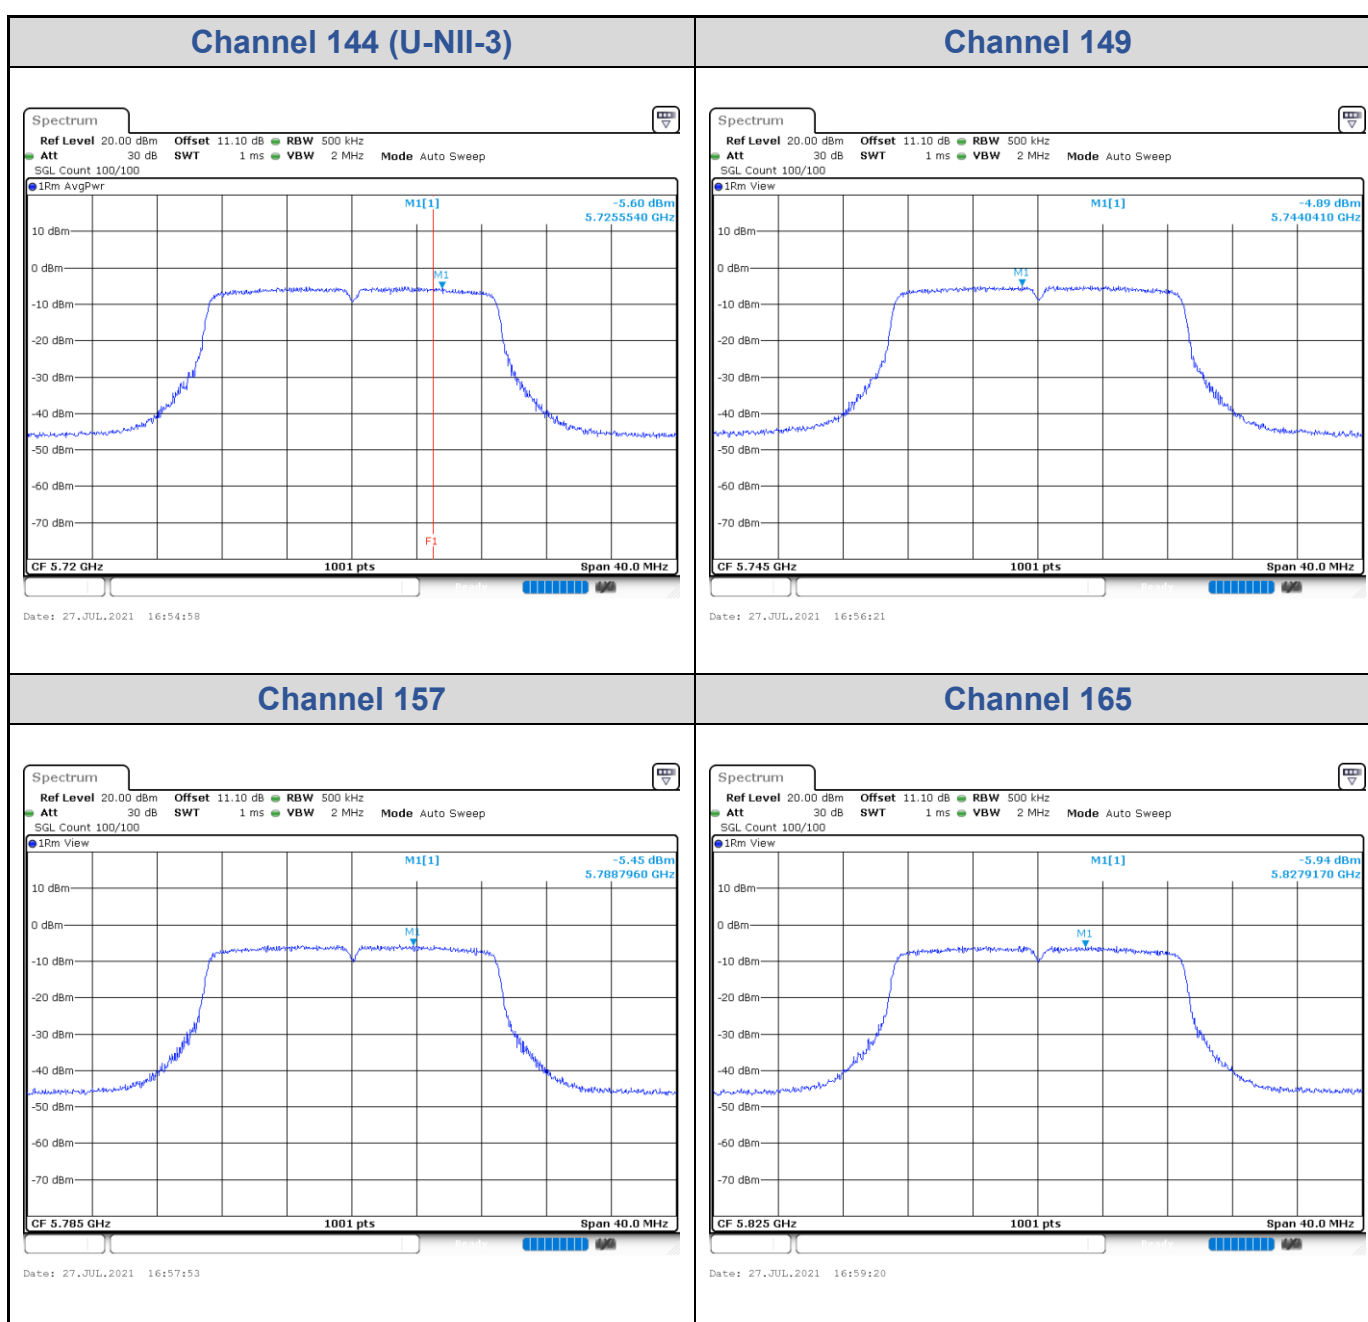 Channel 144 (U-NII-3)
Channel 149
Spectrum
Ref Level 20.00 dBm Offset 11.10 dB RBW 500 kHz
Att 30 dB SWT 1 ms VBW 2 MHz Mode Auto Sweep
SGL Count 100/100
1Rm AvgPwr
M1[1] -5.60 dBm
5.7255540 GHz
10 dBm
0 dBm
M1
-10 dBm
-20 dBm
-30 dBm
-40 dBm
-50 dBm
-60 dBm
-70 dBm
F1
CF 5.72 GHz 1001 pts Span 40.0 MHz
Date: 27.JUL.2021 16:54:58
Spectrum
Ref Level 20.00 dBm Offset 11.10 dB RBW 500 kHz
Att 30 dB SWT 1 ms VBW 2 MHz Mode Auto Sweep
SGL Count 100/100
1Rm View
M1[1] -4.89 dBm
5.7440410 GHz
10 dBm
0 dBm
M1
-10 dBm
-20 dBm
-30 dBm
-40 dBm
-50 dBm
-60 dBm
-70 dBm
CF 5.745 GHz 1001 pts Span 40.0 MHz
Date: 27.JUL.2021 16:56:21
Channel 157
Channel 165
Spectrum
Ref Level 20.00 dBm Offset 11.10 dB RBW 500 kHz
Att 30 dB SWT 1 ms VBW 2 MHz Mode Auto Sweep
SGL Count 100/100
1Rm View
M1[1] -5.45 dBm
5.7887960 GHz
10 dBm
0 dBm
M1
-10 dBm
-20 dBm
-30 dBm
-40 dBm
-50 dBm
-60 dBm
-70 dBm
CF 5.785 GHz 1001 pts Span 40.0 MHz
Date: 27.JUL.2021 16:57:53
Spectrum
Ref Level 20.00 dBm Offset 11.10 dB RBW 500 kHz
Att 30 dB SWT 1 ms VBW 2 MHz Mode Auto Sweep
SGL Count 100/100
1Rm View
M1[1] -5.94 dBm
5.8279170 GHz
10 dBm
0 dBm
M1
-10 dBm
-20 dBm
-30 dBm
-40 dBm
-50 dBm
-60 dBm
-70 dBm
CF 5.825 GHz 1001 pts Span 40.0 MHz
Date: 27.JUL.2021 16:59:20